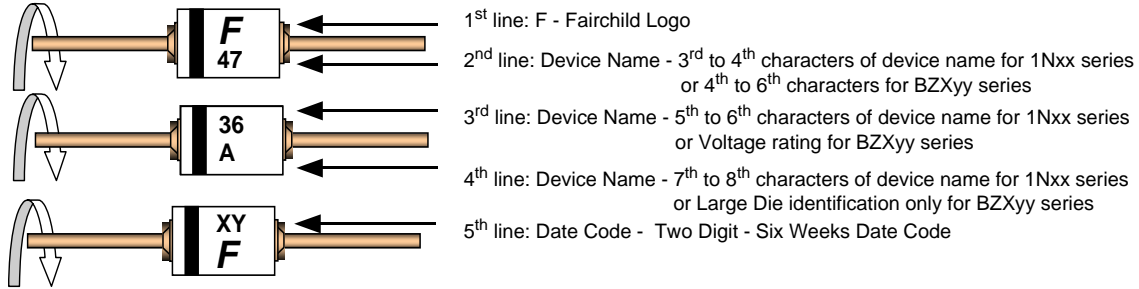 F
47
36
A
XY
F
1st line: F - Fairchild Logo
2nd line: Device Name - 3rd to 4th characters of device name for 1Nxx series
or 4th to 6th characters for BZXyy series
3rd line: Device Name - 5th to 6th characters of device name for 1Nxx series
or Voltage rating for BZXyy series
4th line: Device Name - 7th to 8th characters of device name for 1Nxx series
or Large Die identification only for BZXyy series
5th line: Date Code - Two Digit - Six Weeks Date Code